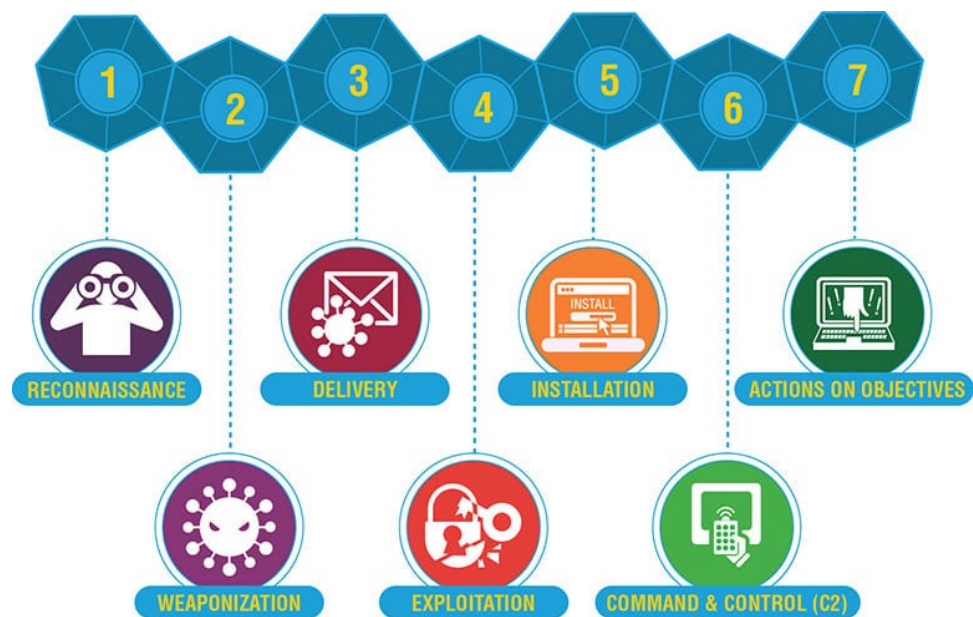 1
2
3
4
5
6
7
INSTALL
RECONNAISSANCE
DELIVERY
INSTALLATION
ACTIONS ON OBJECTIVES
WEAPONIZATION
EXPLOITATION
COMMAND & CONTROL (C2)